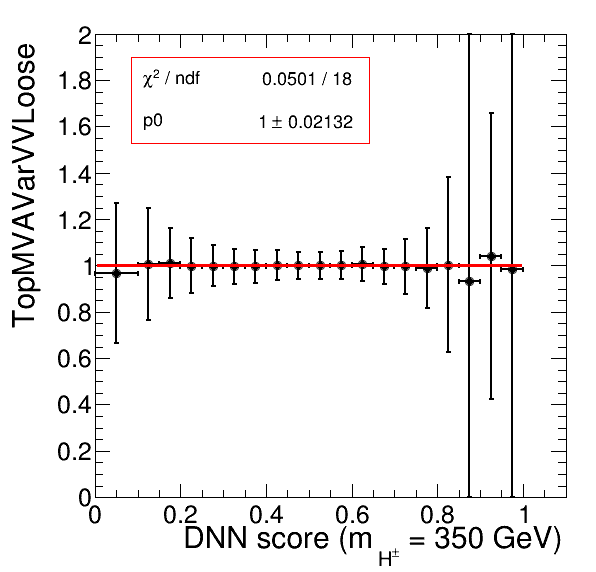 TopMVAVarVVLoose
2
1.8
1.6
1.4
1.2
1
0.8
0.6
0.4
0.2
0
χ² / ndf 0.0501 / 18
p0 1 ± 0.02132
0 0.2 0.4 0.6 0.8 1
DNN score (m_H± = 350 GeV)